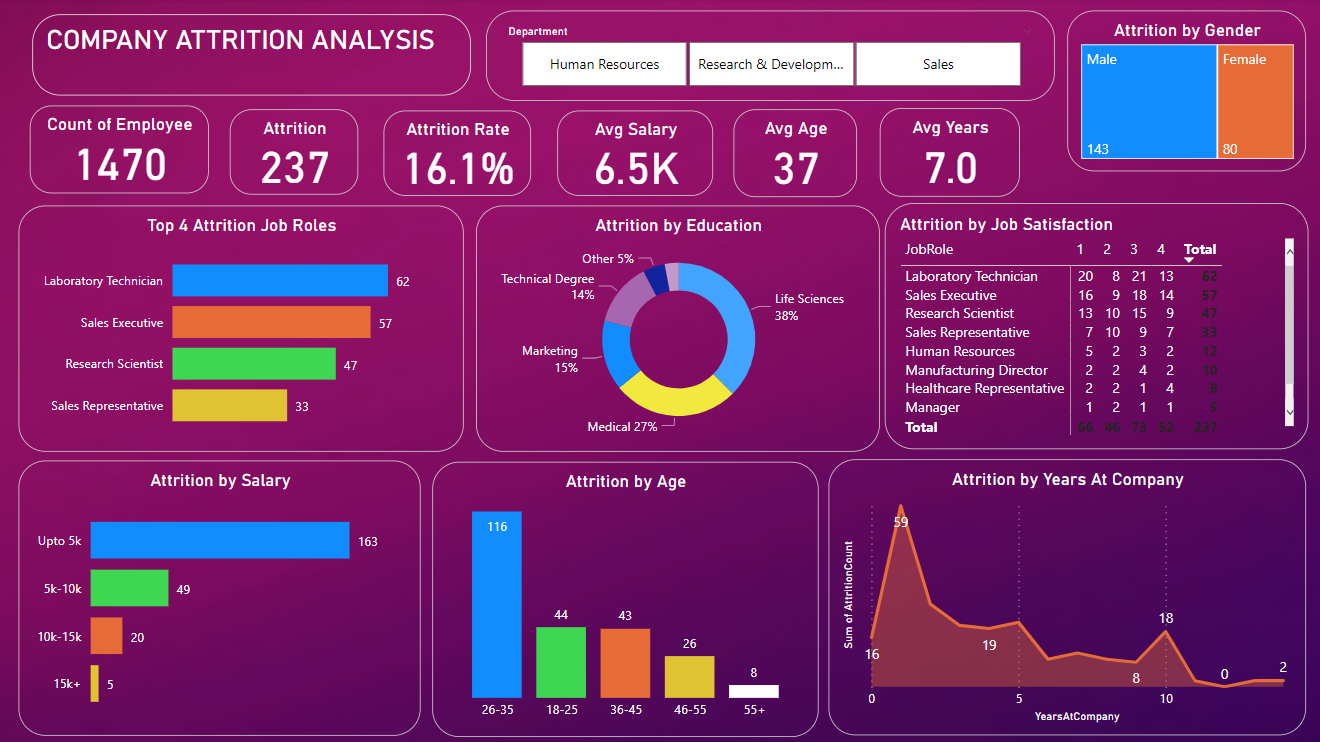 COMPANY ATTRITION ANALYSIS
Department
Human Resources
Research & Developm...
Sales
Attrition by Gender
Male
Female
143
80
Count of Employee
1470
Attrition
237
Attrition Rate
16.1%
Avg Salary
6.5K
Avg Age
37
Avg Years
7.0
Top 4 Attrition Job Roles
Laboratory Technician 62
Sales Executive 57
Research Scientist 47
Sales Representative 33
Attrition by Education
Other 5%
Technical Degree
14%
Life Sciences
38%
Marketing
15%
Medical 27%
Attrition by Job Satisfaction
JobRole 1 2 3 4 Total
Laboratory Technician 20 8 21 13 62
Sales Executive 16 9 18 14 57
Research Scientist 13 10 15 9 47
Sales Representative 7 10 9 7 33
Human Resources 5 2 3 2 12
Manufacturing Director 2 2 4 2 10
Healthcare Representative 2 2 1 4 9
Manager 1 2 1 1 5
Total 66 46 73 52 237
Attrition by Salary
Upto 5k 163
5k-10k 49
10k-15k 20
15k+ 5
Attrition by Age
116
44
43
26
8
26-35
18-25
36-45
46-55
55+
Attrition by Years At Company
Sum of AttritionCount
59
16
19
8
18
0
2
0
5
10
YearsAtCompany